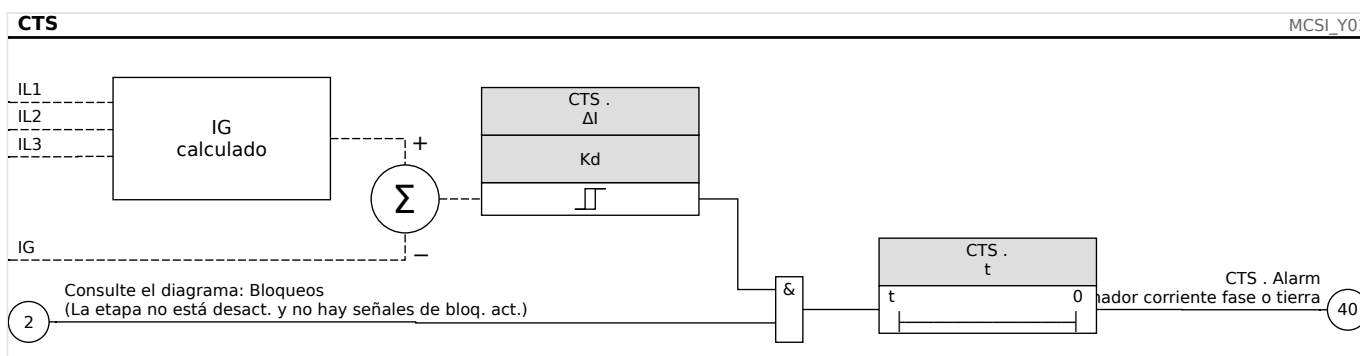 CTS
MCSI_Y0
IL1
IL2
IL3
IG
calculado
+
Σ
CTS .
ΔI
Kd
IG
−
CTS .
t
t 0
&
Consulte el diagrama: Bloqueos
(La etapa no está desact. y no hay señales de bloq. act.)
2
CTS . Alarm
corriente fase o tierra
40